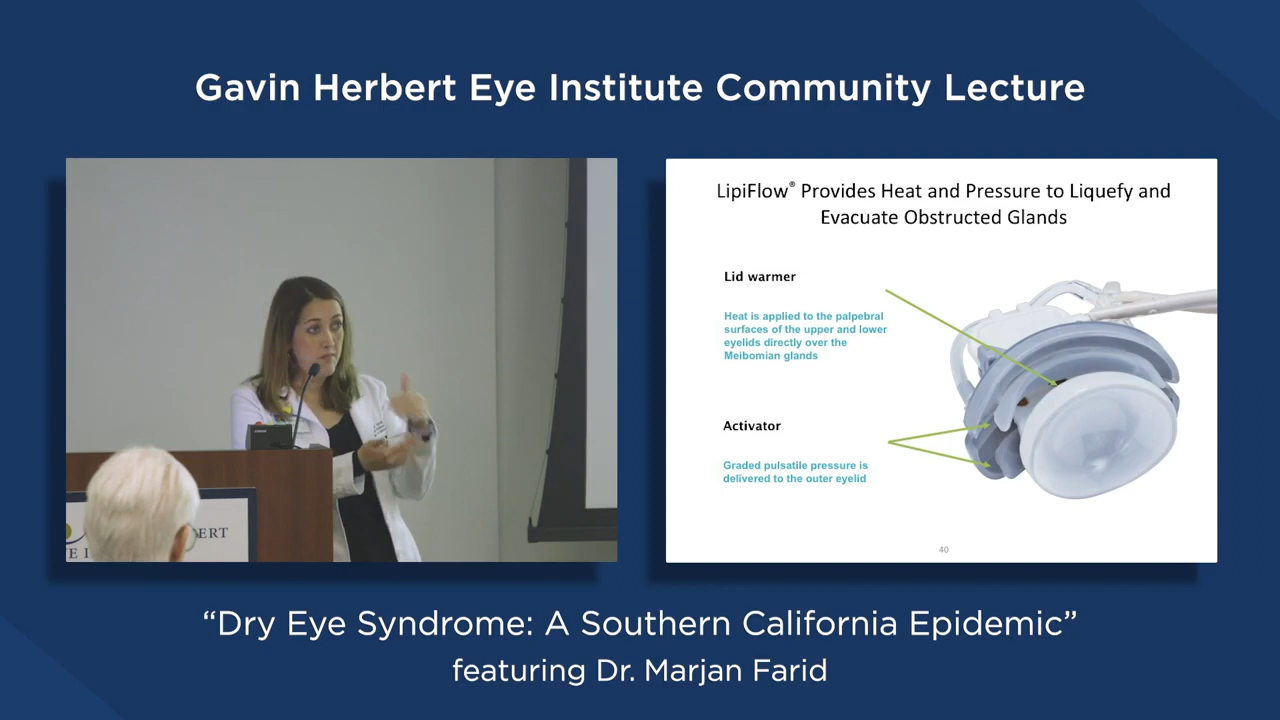 Gavin Herbert Eye Institute Community Lecture
LipiFlow® Provides Heat and Pressure to Liquefy and
Evacuate Obstructed Glands
Lid warmer
Heat is applied to the palpebral
surfaces of the upper and lower
eyelids directly over the
Meibomian glands
Activator
Graded pulsatile pressure is
delivered to the outer eyelid
40
ERT
E I
“Dry Eye Syndrome: A Southern California Epidemic”
featuring Dr. Marjan Farid